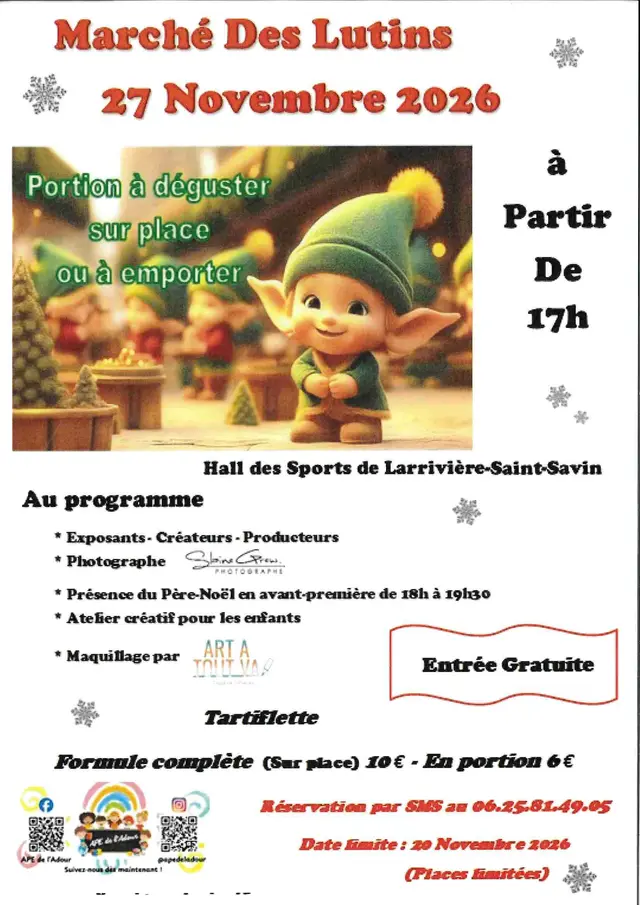 Marché Des Lutins
27 Novembre 2026
à
Partir
De
17h
Portion à déguster
sur place
ou à emporter
Hall des Sports de Larrivière-Saint-Savin
Au programme
* Exposants - Créateurs - Producteurs
* Photographe
PHOTOGRAPHE
* Présence du Père-Noël en avant-première de 18h à 19h30
* Atelier créatif pour les enfants
* Maquillage par ART A
TOUT VA
Entrée Gratuite
Tartiflette
Formule complète (Sur place) 10 € - En portion 6 €
Réservation par SMS au 06.25.81.49.05
Date limite : 20 Novembre 2026
(Places limitées)
APE de l'Adour
APE de l'Adour
@apedeladour
Suivez-nous dès maintenant !